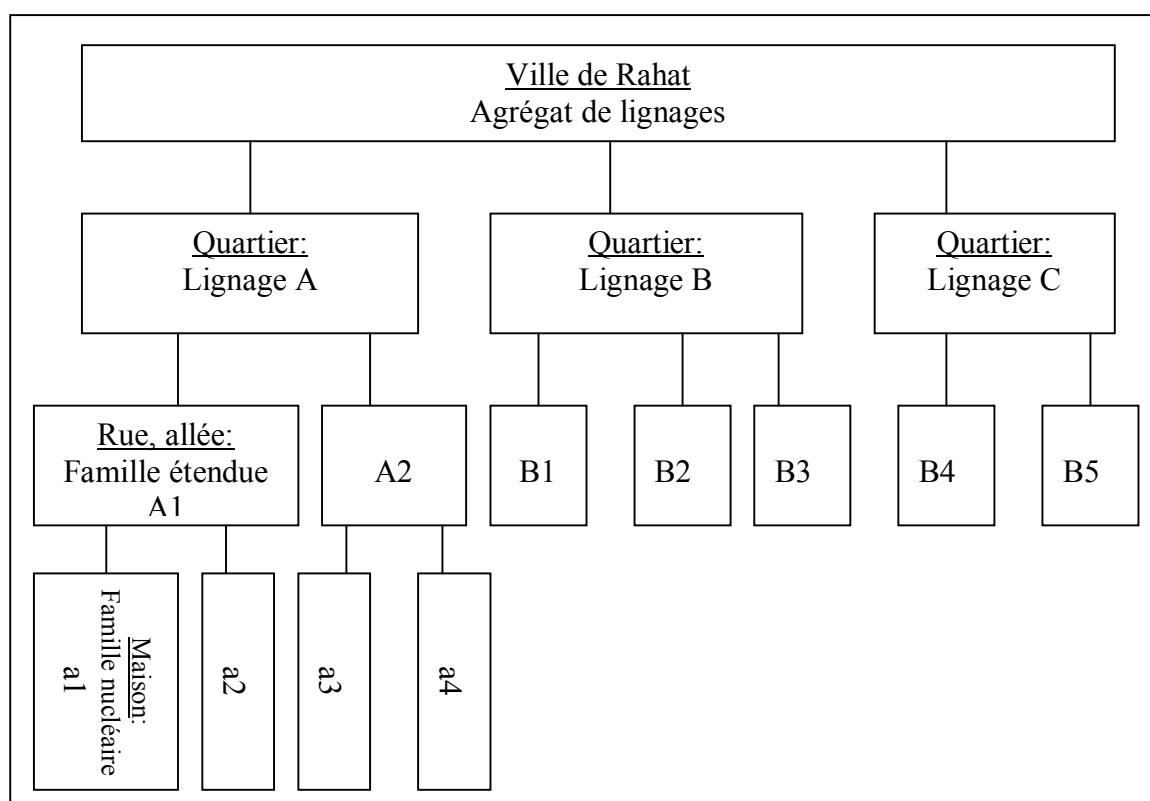 Ville de Rahat
Agrégat de lignages
Quartier:
Lignage A
Quartier:
Lignage B
Quartier:
Lignage C
Rue, allée:
Famille étendue
A1
A2
B1
B2
B3
B4
B5
Maison:
Famille nucléaire
a1
a2
a3
a4